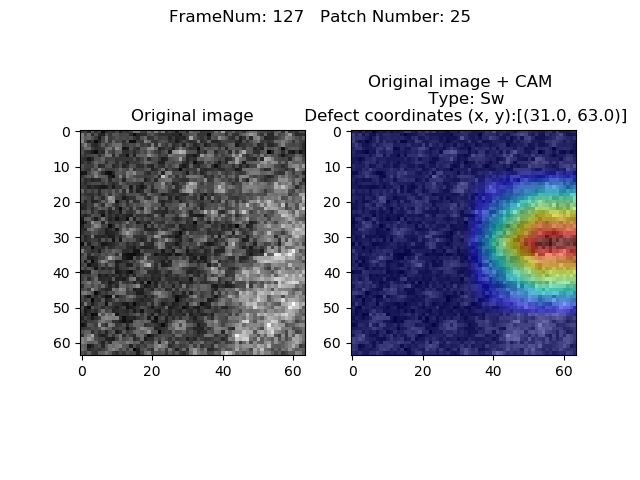 FrameNum: 127   Patch Number: 25
Original image
Original image + CAM
Type: Sw
Defect coordinates (x, y):[(31.0, 63.0)]
0
10
20
30
40
50
60
0 20 40 60
0
10
20
30
40
50
60
0 20 40 60